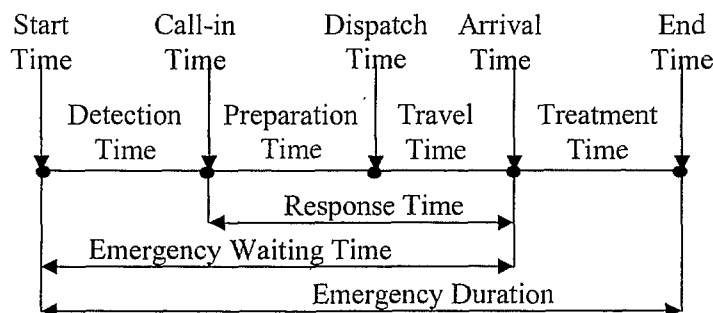 Start Call-in Dispatch Arrival End
Time Time Time Time Time
Detection Preparation Travel Treatment
Time Time Time Time
Response Time
Emergency Waiting Time
Emergency Duration